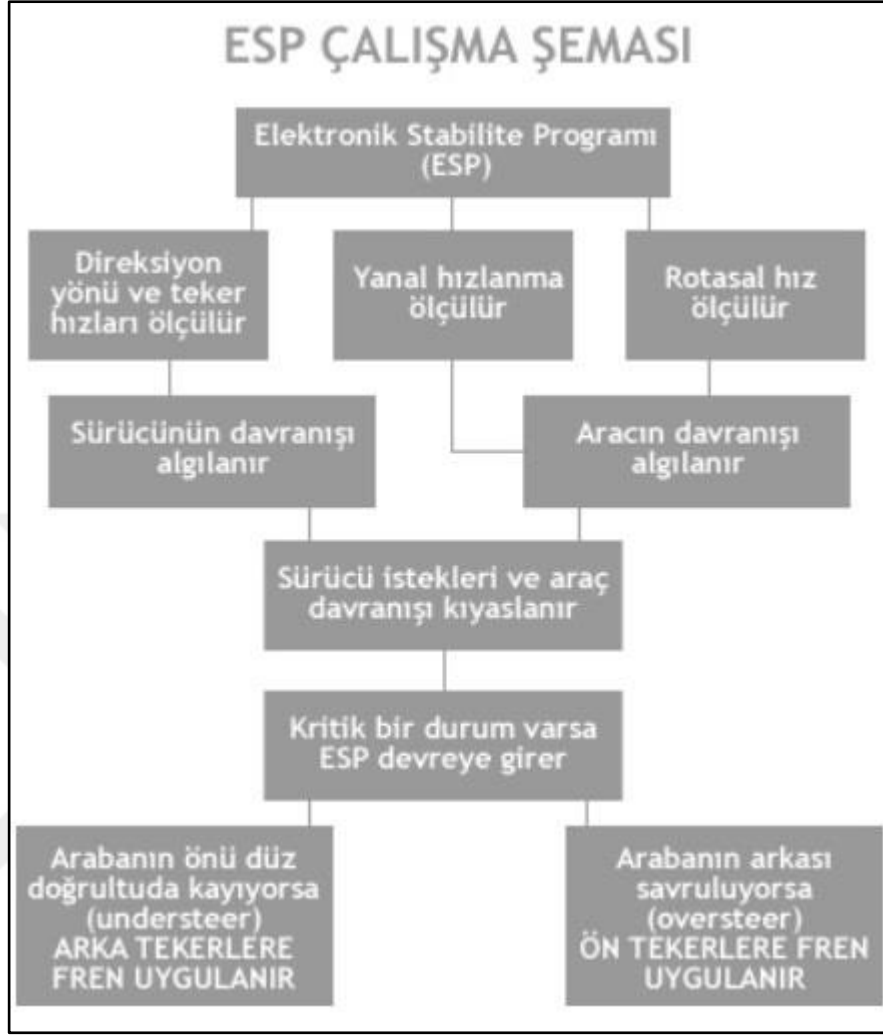 ESP ÇALIŞMA ŞEMASI
Elektronik Stabilite Programı
(ESP)
Direksiyon
yönü ve teker
hızları ölçülür
Yanal hızlanma
ölçülür
Rotasal hız
ölçülür
Sürücünün davranışı
algılanır
Aracın davranışı
algılanır
Sürücü istekleri ve araç
davranışı kıyaslanır
Kritik bir durum varsa
ESP devreye girer
Arabanın önü düz
doğrultuda kayıyorsa
(understeer)
ARKA TEKERLERE
FREN UYGULANIR
Arabanın arkası
savruluyorsa
(oversteer)
ÖN TEKERLERE FREN
UYGULANIR